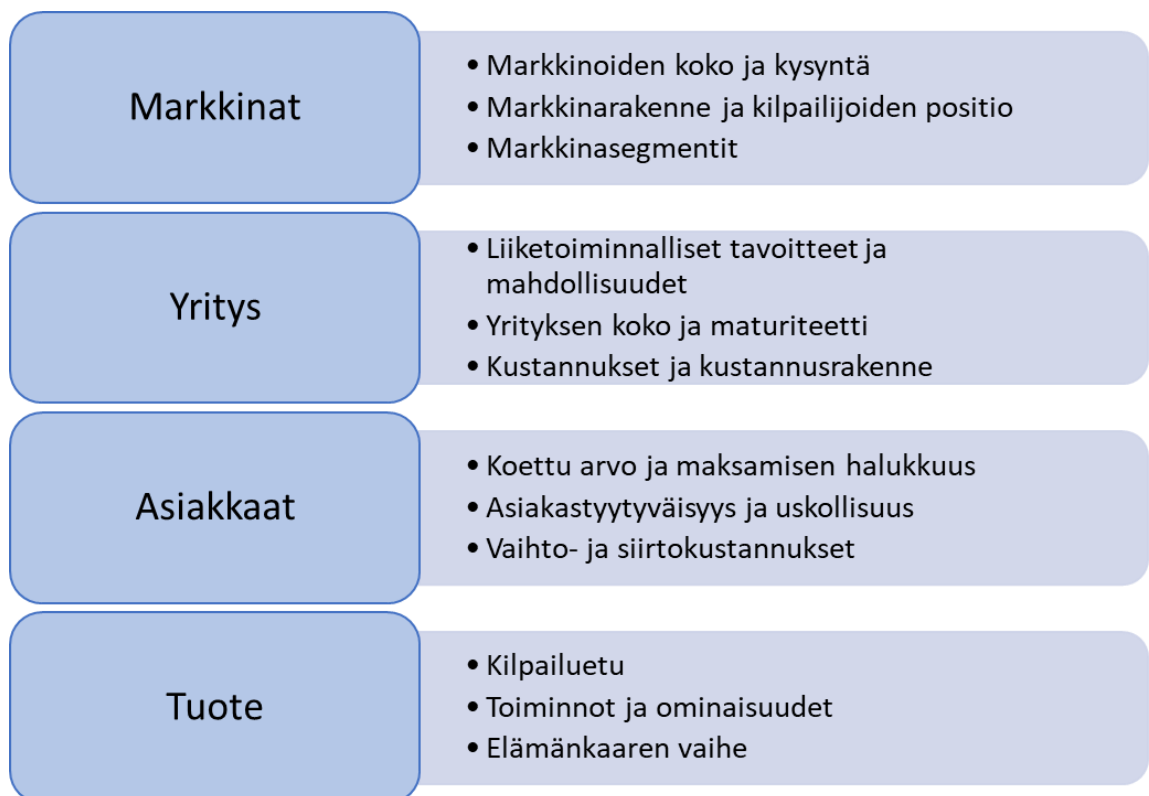 Markkinat
• Markkinoiden koko ja kysyntä
• Markkinarakenne ja kilpailijoiden positio
• Markkinasegmentit
Yritys
• Liiketoiminnalliset tavoitteet ja
mahdollisuudet
• Yrityksen koko ja maturiteetti
• Kustannukset ja kustannusrakenne
Asiakkaat
• Koettu arvo ja maksamisen halukkuus
• Asiakastyytyväisyys ja uskollisuus
• Vaihto- ja siirtokustannukset
Tuote
• Kilpailuetu
• Toiminnot ja ominaisuudet
• Elämänkaaren vaihe